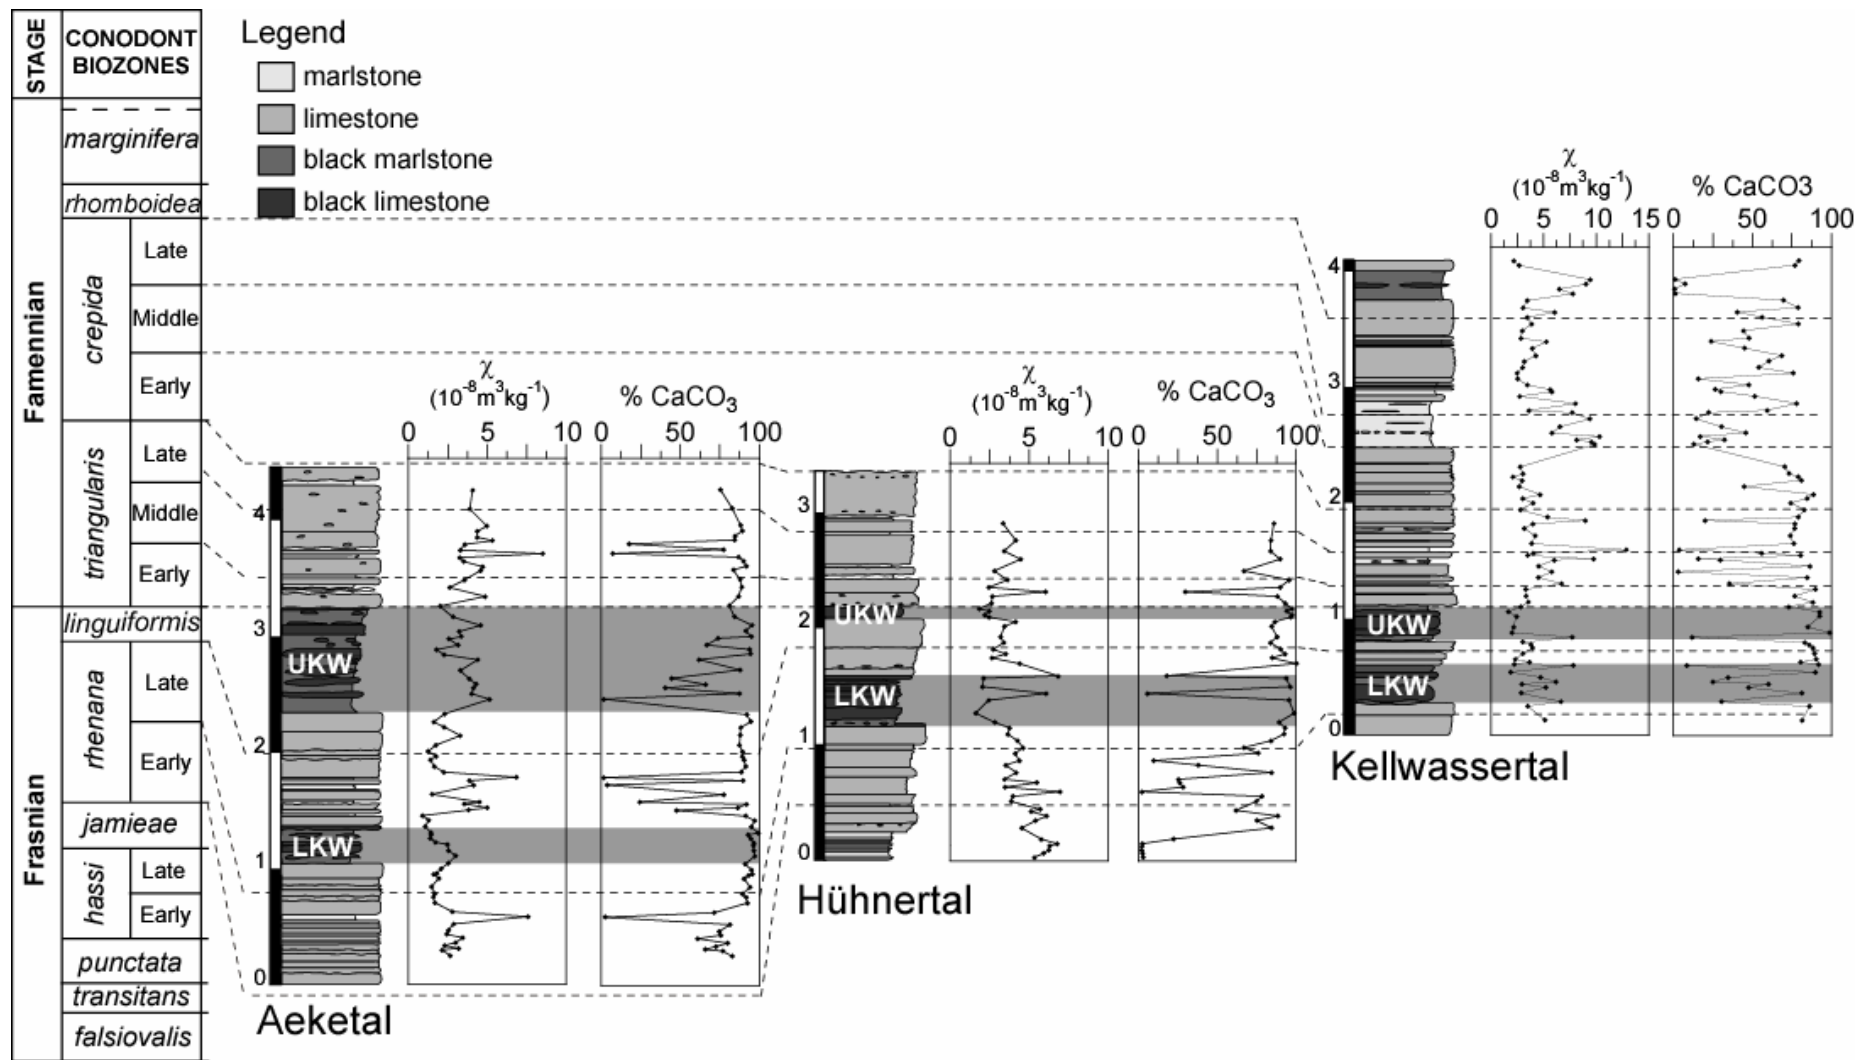 STAGE
CONODONT
BIOZONES
Famennian
Frasnian
marginifera
rhomboidea
crepida
Late
Middle
Early
triangularis
Late
Middle
Early
linguiformis
rhenana
Late
Early
jamieae
hassi
Late
Early
punctata
transitans
falsiovalis
Legend
marlstone
limestone
black marlstone
black limestone
χ
(10⁻⁸m³kg⁻¹)
% CaCO₃
0 5 10
0 50 100
4
3
2
1
0
UKW
LKW
Aeketal
χ
(10⁻⁸m³kg⁻¹)
% CaCO₃
0 5 10
0 50 100
3
2
1
0
UKW
LKW
Hühnertal
χ
(10⁻⁸m³kg⁻¹)
% CaCO3
0 5 10 15
0 50 100
4
3
2
1
0
UKW
LKW
Kellwassertal